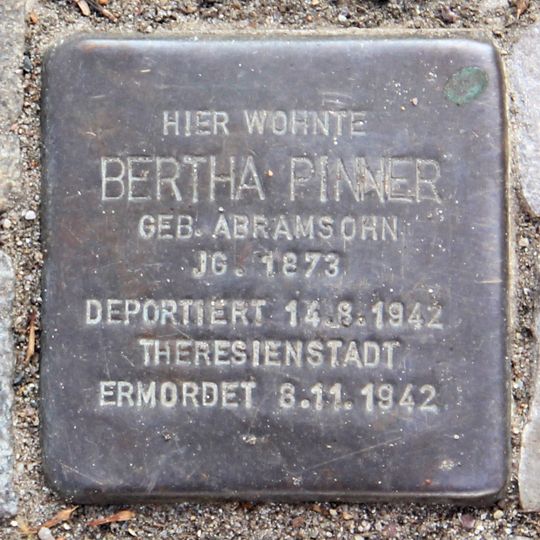 HIER WOHNTE
BERTHA PINNER
GEB. ABRAMSOHN
JG. 1873
DEPORTIERT 14.8.1942
THERESIENSTADT
ERMORDET 8.11.1942